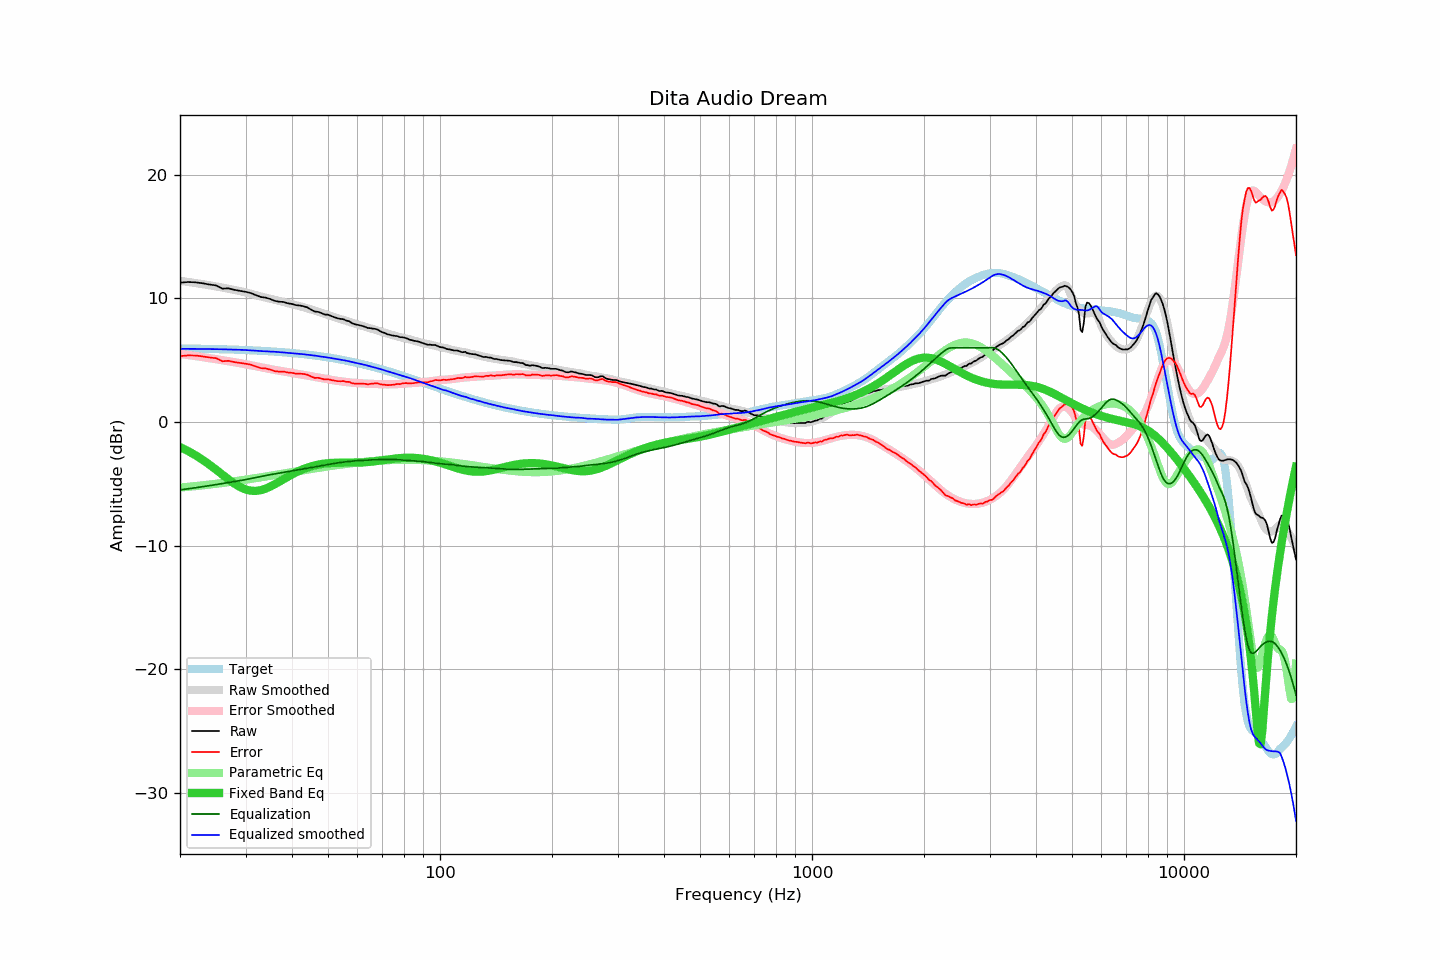 Dita Audio Dream
Amplitude (dBr)
20
10
0
−10
−20
−30
Target
Raw Smoothed
Error Smoothed
Raw
Error
Parametric Eq
Fixed Band Eq
Equalization
Equalized smoothed
100
1000
10000
Frequency (Hz)